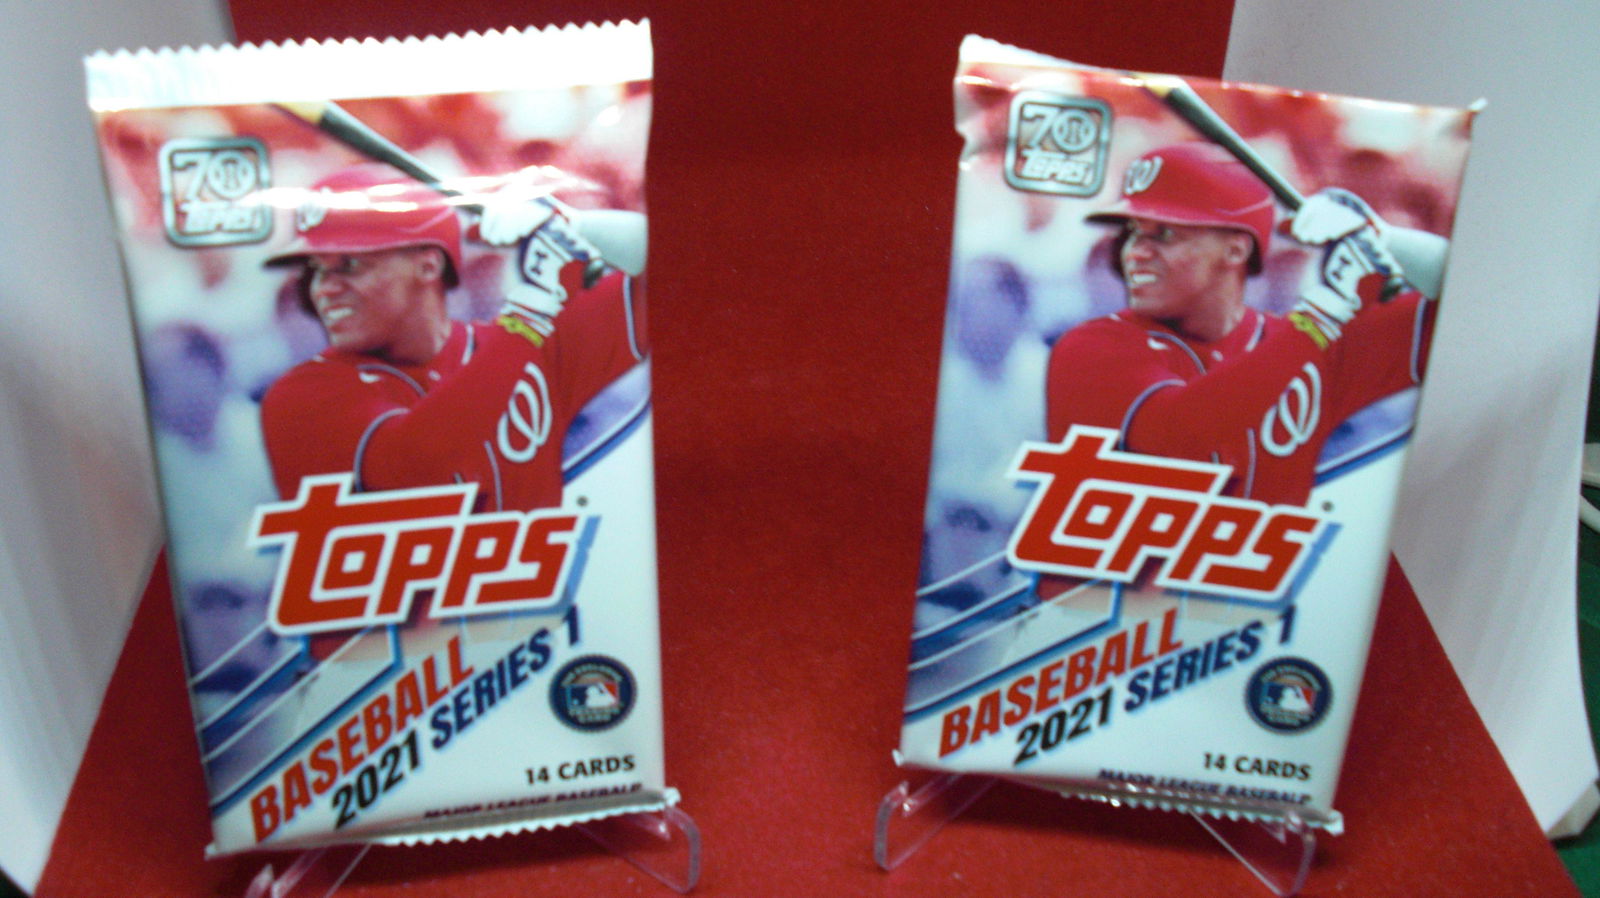 70
TOPPS
W
TOPPS
BASEBALL
2021 SERIES 1
14 CARDS
MAJOR LEAGUE BASEBALL
70
TOPPS
W
W
TOPPS
BASEBALL
2021 SERIES 1
14 CARDS
MAJOR LEAGUE BASEBALL